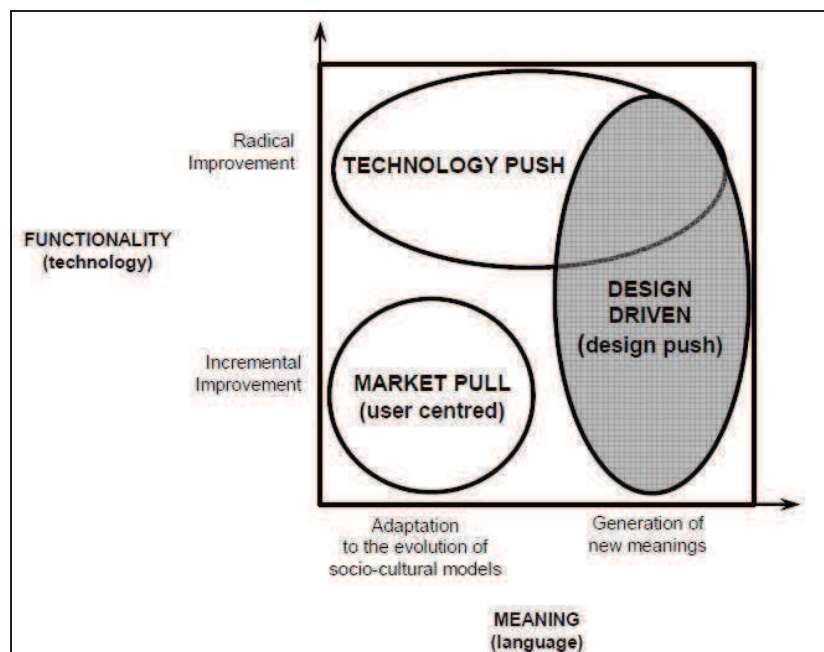 Radical
Improvement
TECHNOLOGY PUSH
FUNCTIONALITY
(technology)
DESIGN
DRIVEN
(design push)
Incremental
Improvement
MARKET PULL
(user centred)
Adaptation
to the evolution of
socio-cultural models
Generation of
new meanings
MEANING
(language)